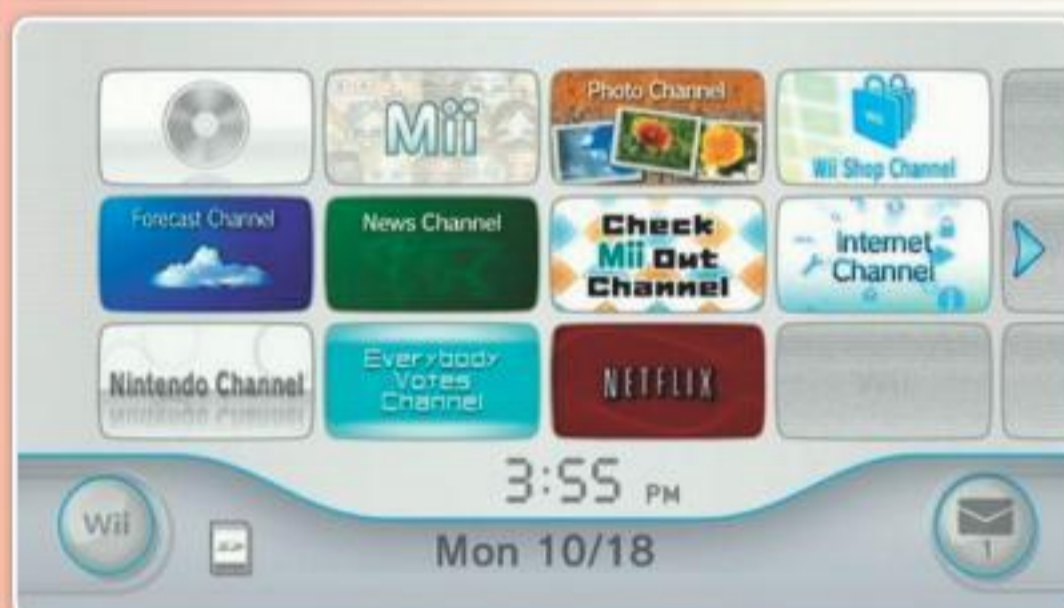 Mii
Photo Channel
Wii
Wii Shop Channel
Forecast Channel
News Channel
Check
Mii Out
Channel
Internet
Channel
Nintendo Channel
Everybody
Votes
Channel
NETFLIX
3:55 PM
Wii
Mon 10/18
1